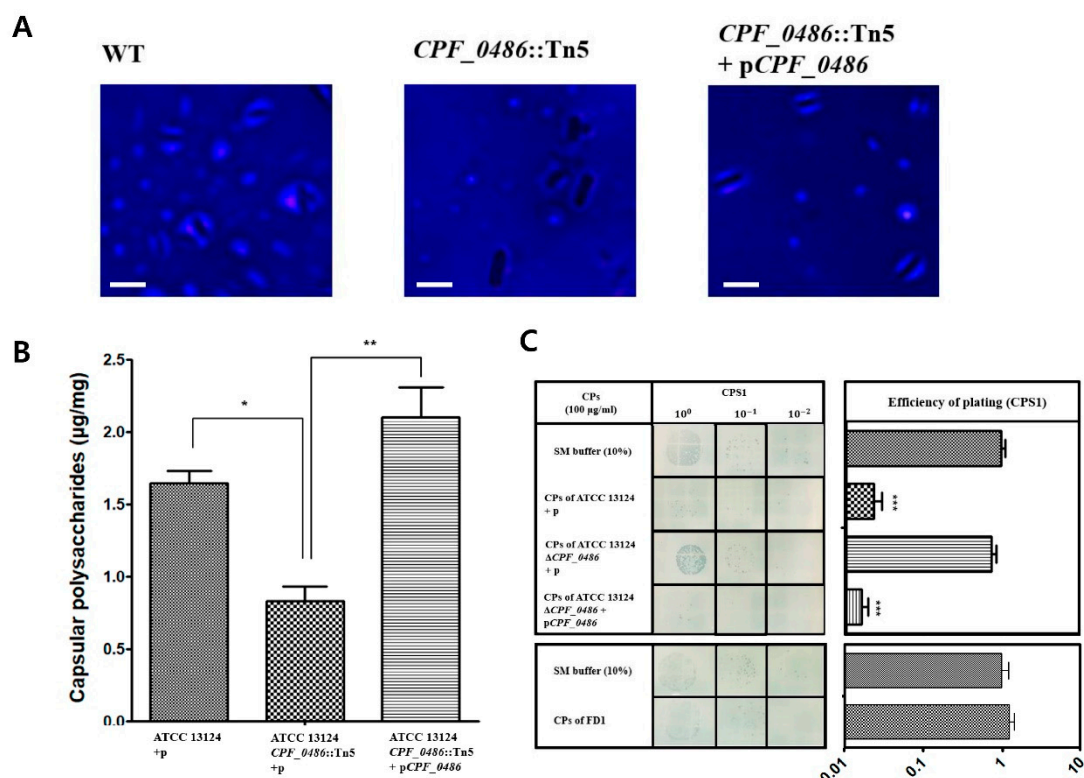 A
WT
CPF_0486::Tn5
CPF_0486::Tn5
+ pCPF_0486
B
Capsular polysaccharides (µg/mg)
2.5
2.0
1.5
1.0
0.5
0.0
*
**
ATCC 13124
+p
ATCC 13124
CPF_0486::Tn5
+p
ATCC 13124
CPF_0486::Tn5
+ pCPF_0486
C
CPs
(100 µg/ml)
CPS1
10⁰
10⁻¹
10⁻²
Efficiency of plating (CPS1)
SM buffer (10%)
CPs of ATCC 13124
+ p
***
CPs of ATCC 13124
ΔCPF_0486
+ p
CPs of ATCC 13124
ΔCPF_0486 +
pCPF_0486
***
SM buffer (10%)
CPs of FD1
0.01
0.1
1
10